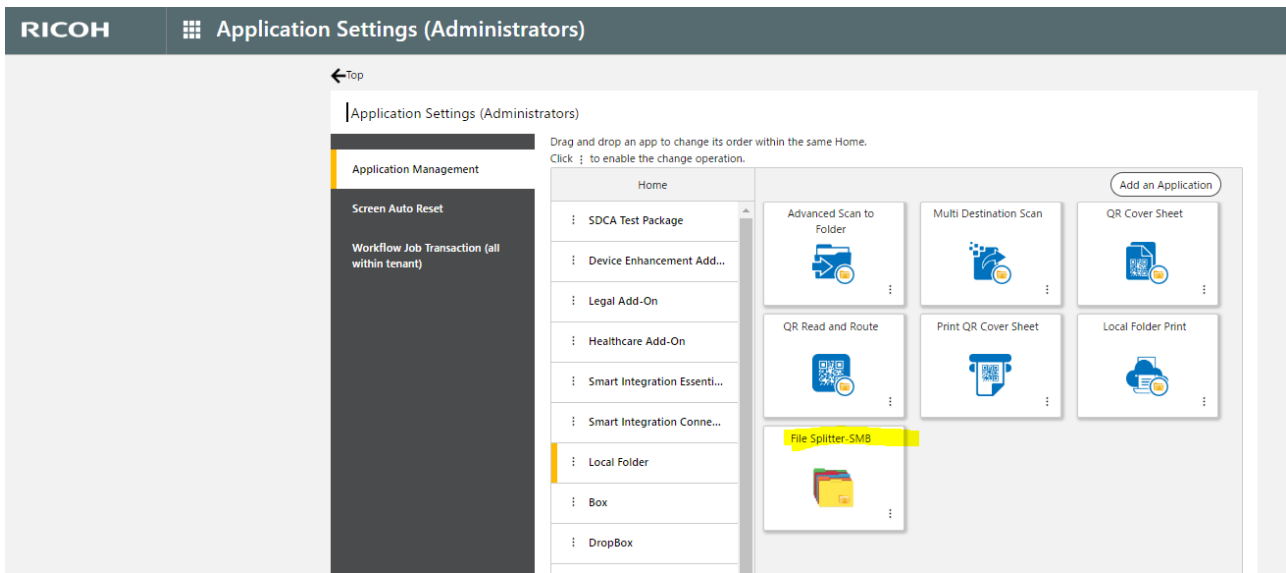 RICOH
Application Settings (Administrators)
Top
Application Settings (Administrators)
Application Management
Screen Auto Reset
Workflow Job Transaction (all
within tenant)
Drag and drop an app to change its order within the same Home.
Click ⋮ to enable the change operation.
Home
SDCA Test Package
Device Enhancement Add...
Legal Add-On
Healthcare Add-On
Smart Integration Essenti...
Smart Integration Conne...
Local Folder
Box
DropBox
Add an Application
Advanced Scan to
Folder
Multi Destination Scan
QR Cover Sheet
QR Read and Route
Print QR Cover Sheet
Local Folder Print
File Splitter-SMB